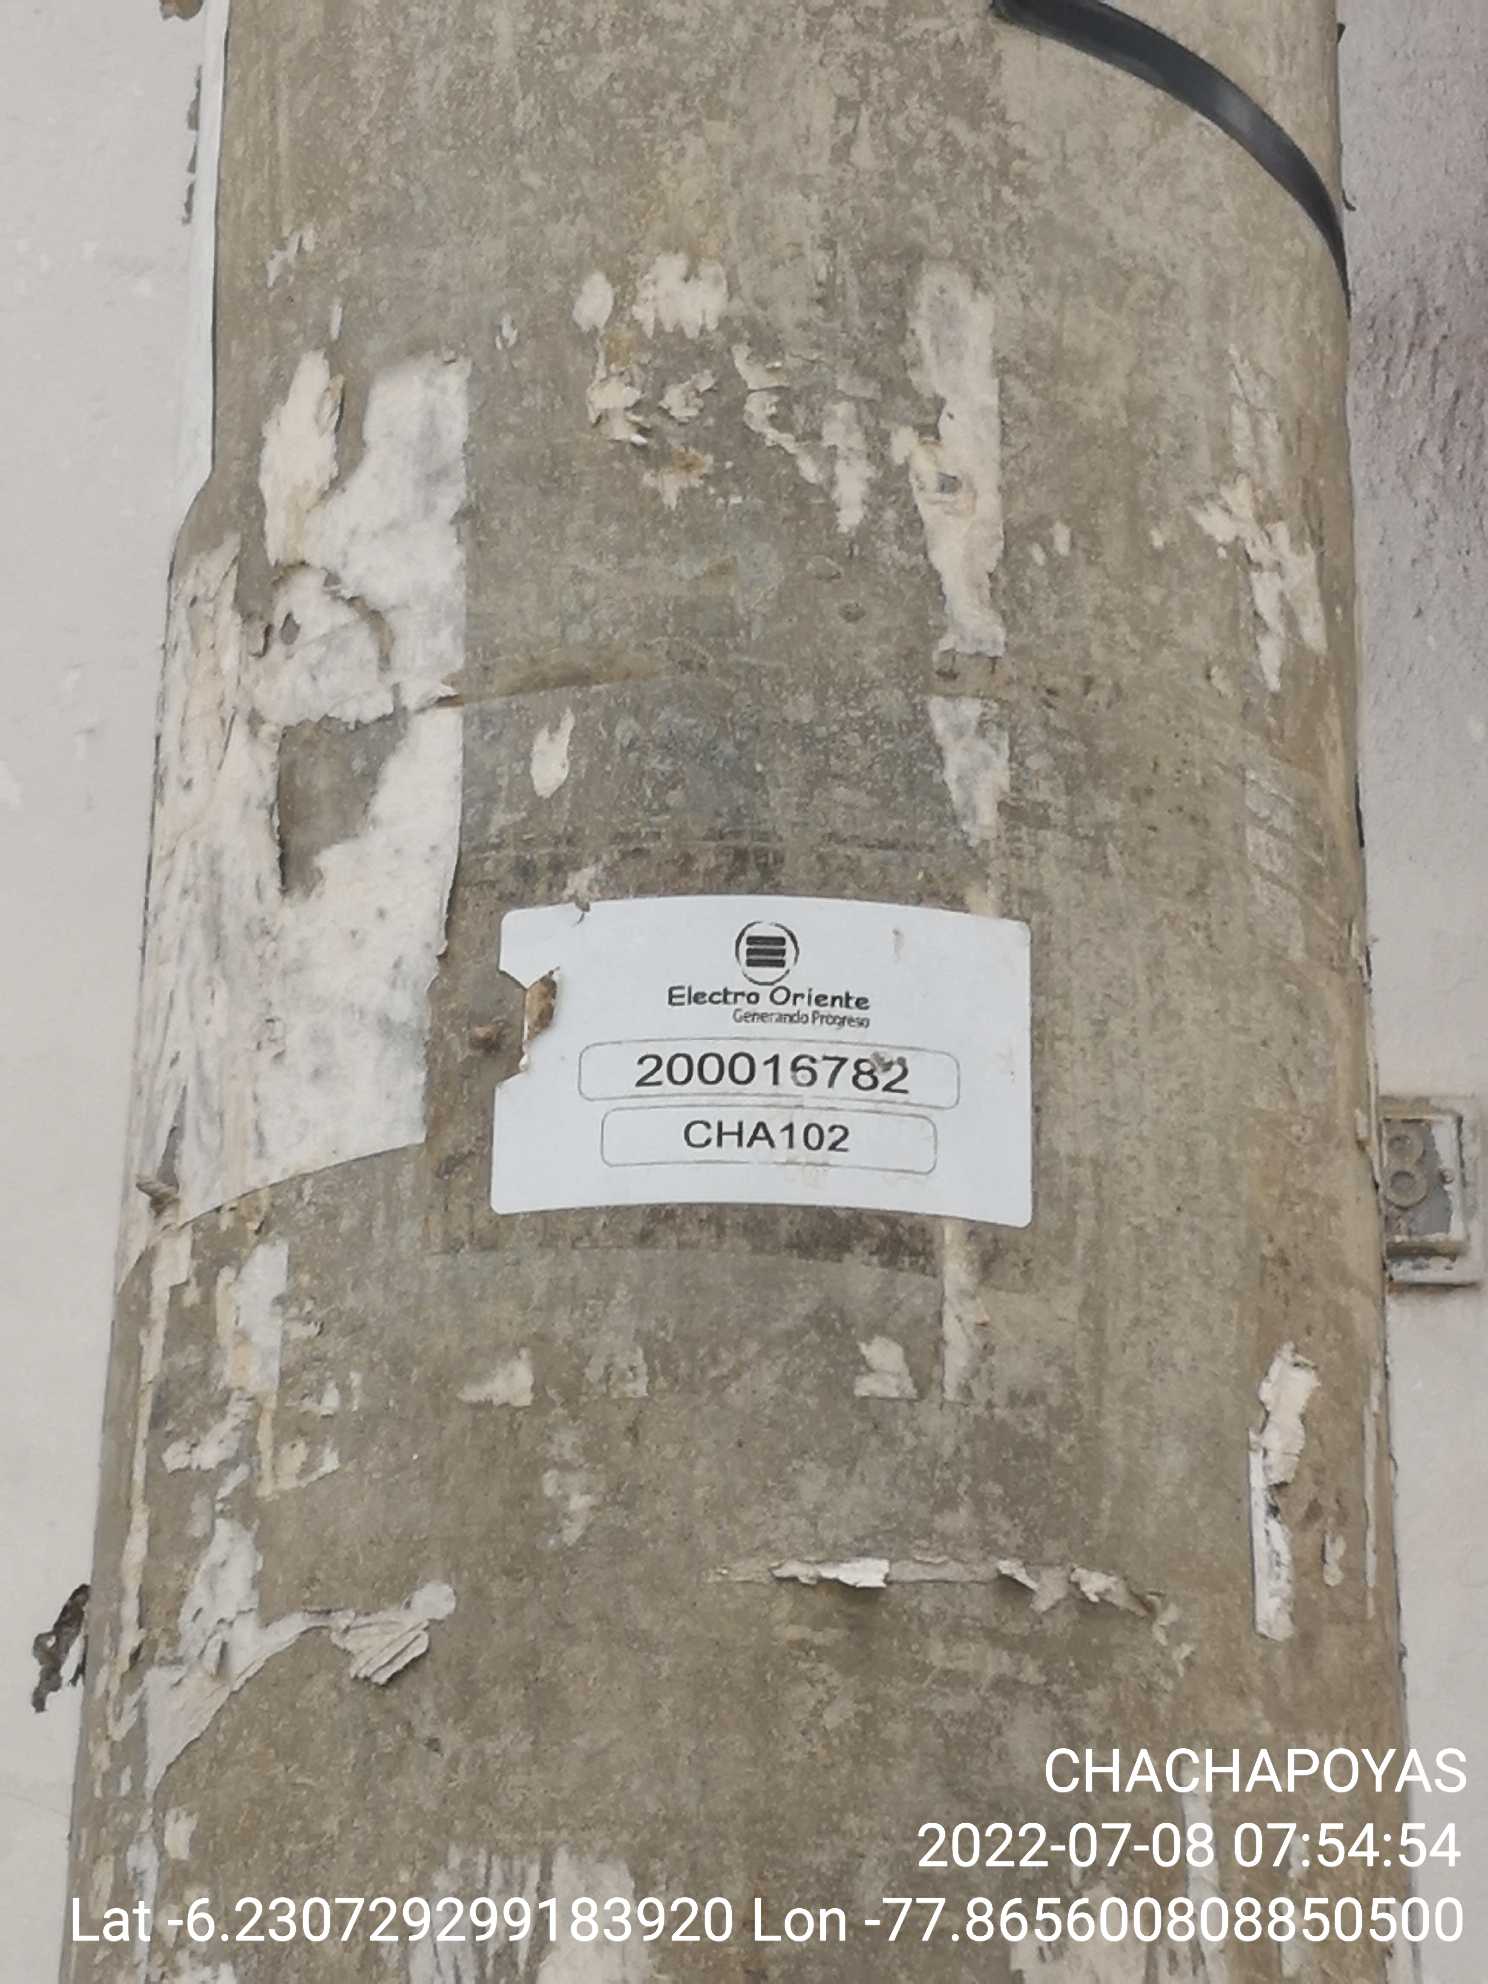 Electro Oriente
Generando Progreso
200016782
CHA102
8
CHACHAPOYAS
2022-07-08 07:54:54
Lat -6.230729299183920 Lon -77.865600808850500